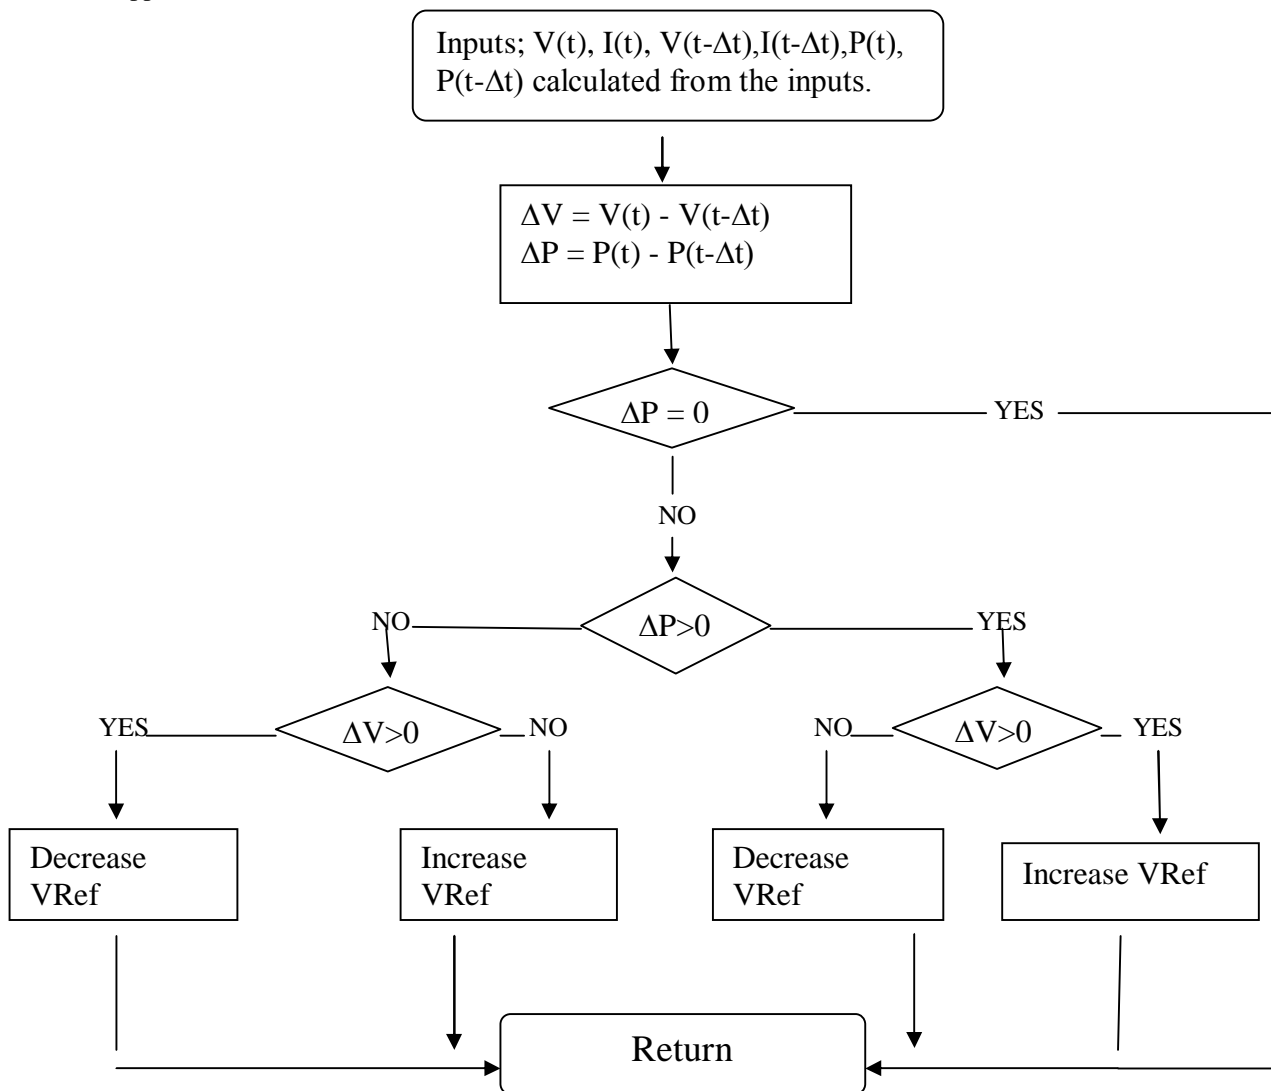 Inputs; V(t), I(t), V(t-Δt),I(t-Δt),P(t),
P(t-Δt) calculated from the inputs.
ΔV = V(t) - V(t-Δt)
ΔP = P(t) - P(t-Δt)
ΔP = 0
YES
NO
NO
ΔP>0
YES
YES
ΔV>0
NO
NO
ΔV>0
YES
Decrease
VRef
Increase
VRef
Decrease
VRef
Increase VRef
Return